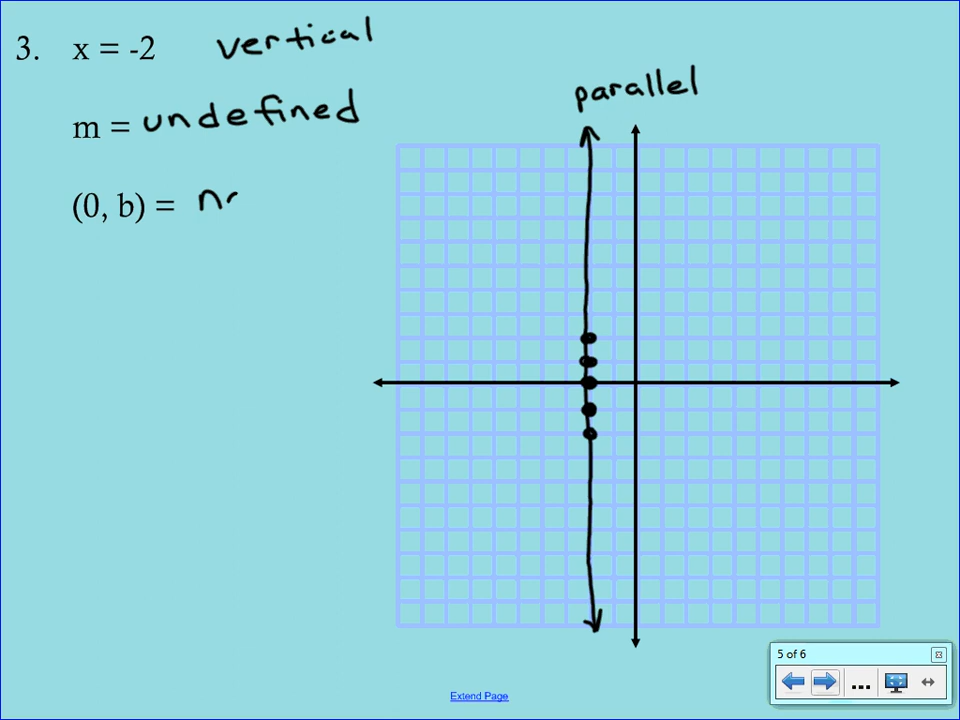 3. x = -2 vertical
parallel
m = undefined
(0, b) =
5 of 6
Extend Page